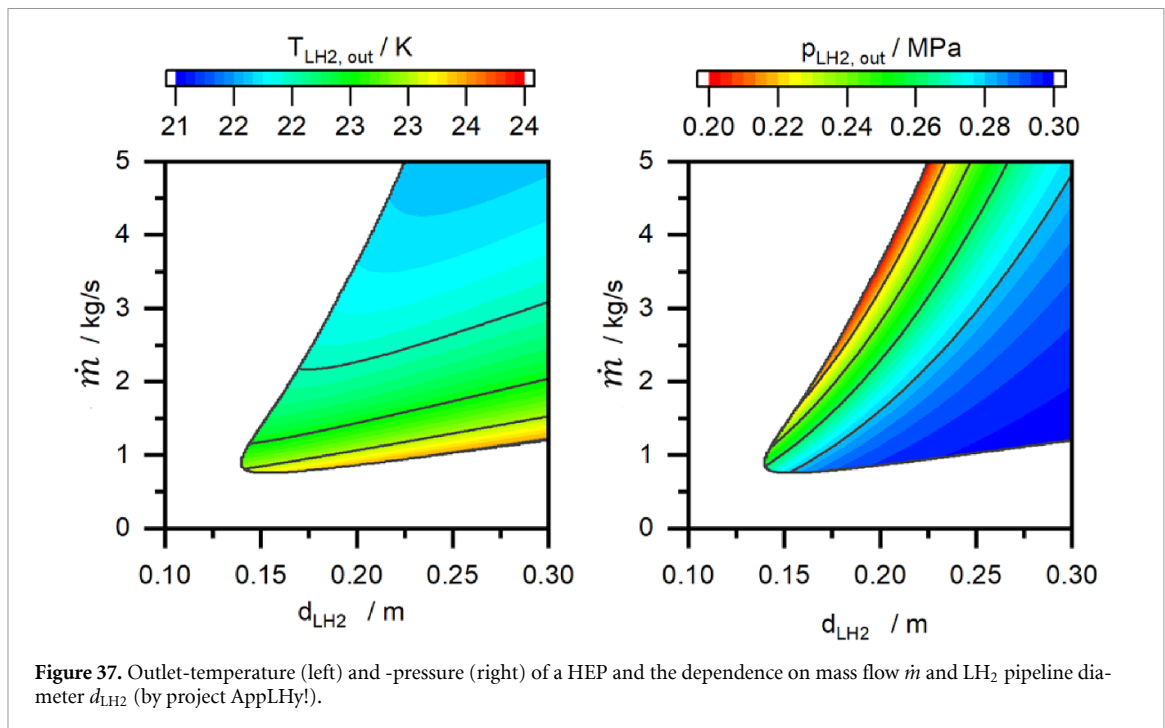 T_LH2, out / K
21 22 22 23 23 24 24
5
4
3
2
1
0
ṁ / kg/s
0.10 0.15 0.20 0.25 0.30
d_LH2 / m
p_LH2, out / MPa
0.20 0.22 0.24 0.26 0.28 0.30
5
4
3
2
1
0
ṁ / kg/s
0.10 0.15 0.20 0.25 0.30
d_LH2 / m
Figure 37. Outlet-temperature (left) and -pressure (right) of a HEP and the dependence on mass flow ṁ and LH₂ pipeline dia-
meter d_LH2 (by project AppLHy!).